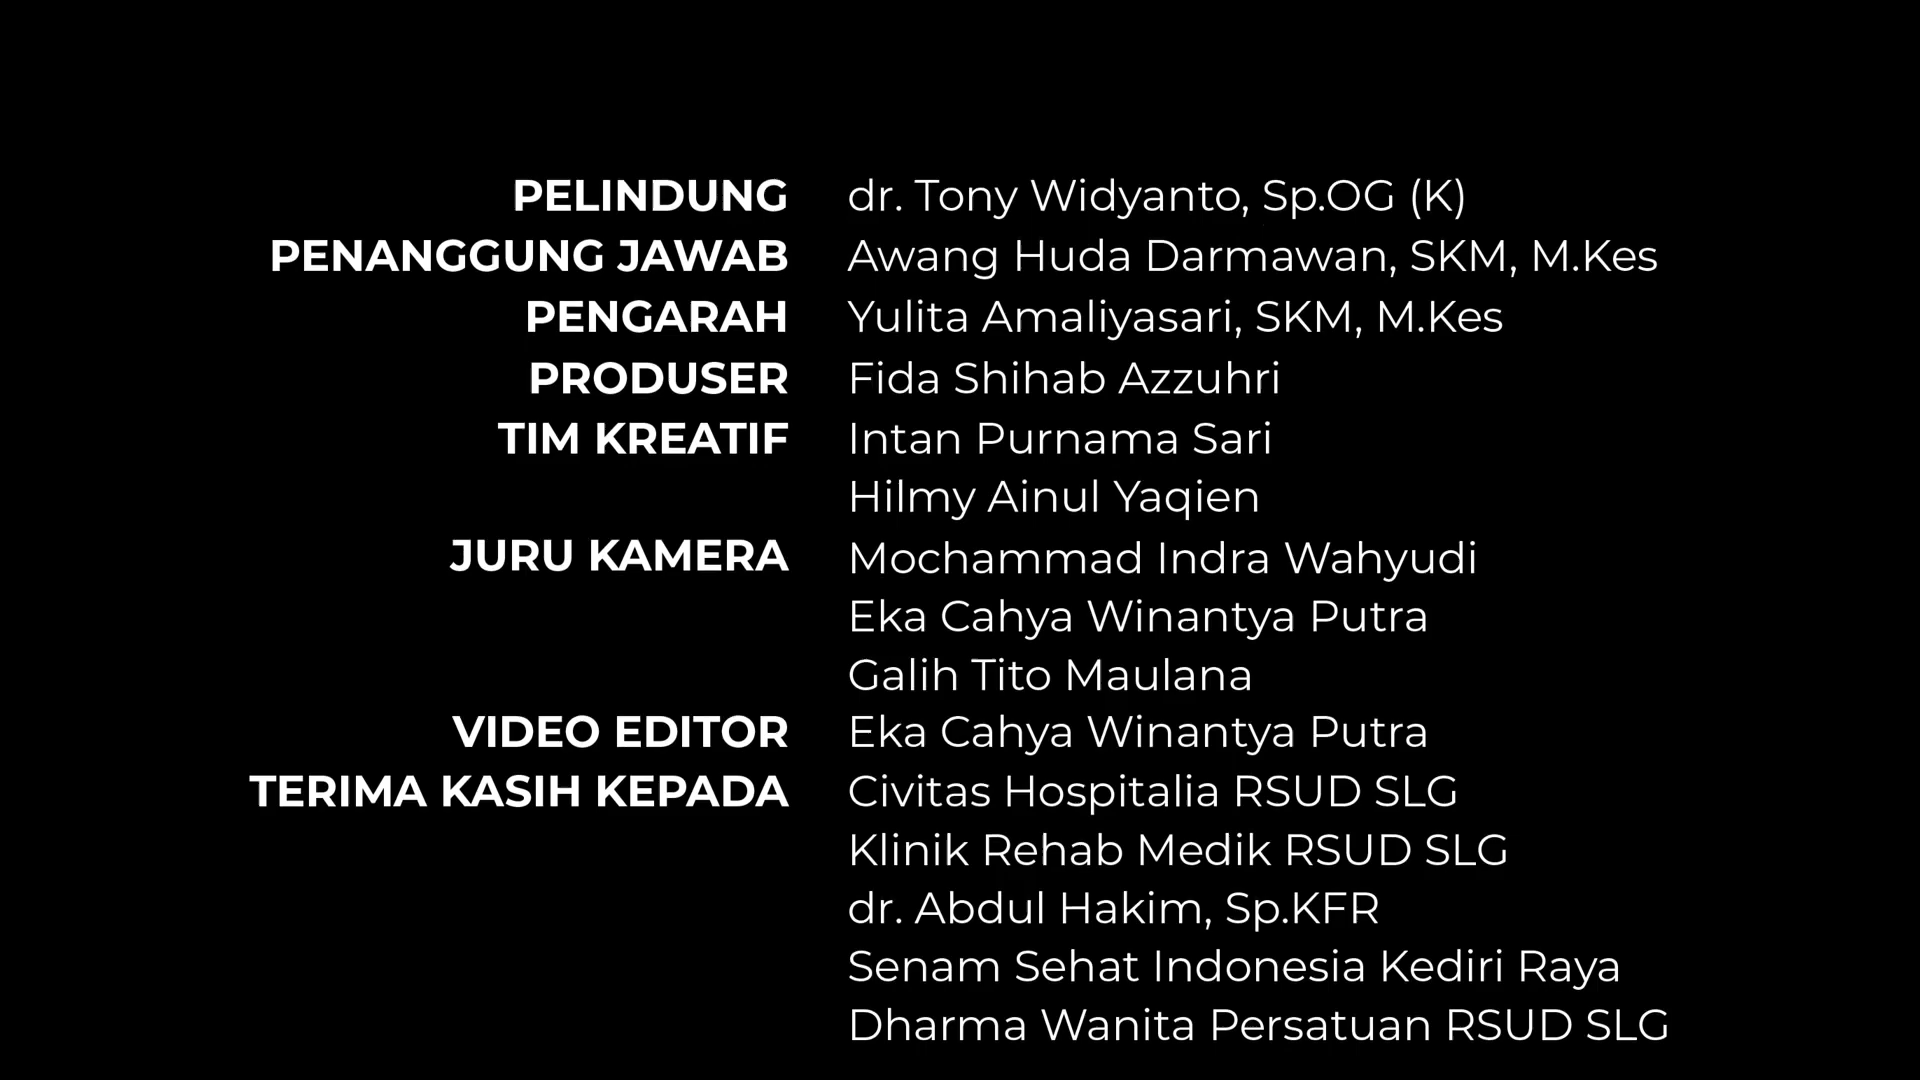 PELINDUNG dr. Tony Widyanto, Sp.OG (K)
PENANGGUNG JAWAB Awang Huda Darmawan, SKM, M.Kes
PENGARAH Yulita Amaliyasari, SKM, M.Kes
PRODUSER Fida Shihab Azzuhri
TIM KREATIF Intan Purnama Sari
Hilmy Ainul Yaqien
JURU KAMERA Mochammad Indra Wahyudi
Eka Cahya Winantya Putra
Galih Tito Maulana
VIDEO EDITOR Eka Cahya Winantya Putra
TERIMA KASIH KEPADA Civitas Hospitalia RSUD SLG
Klinik Rehab Medik RSUD SLG
dr. Abdul Hakim, Sp.KFR
Senam Sehat Indonesia Kediri Raya
Dharma Wanita Persatuan RSUD SLG